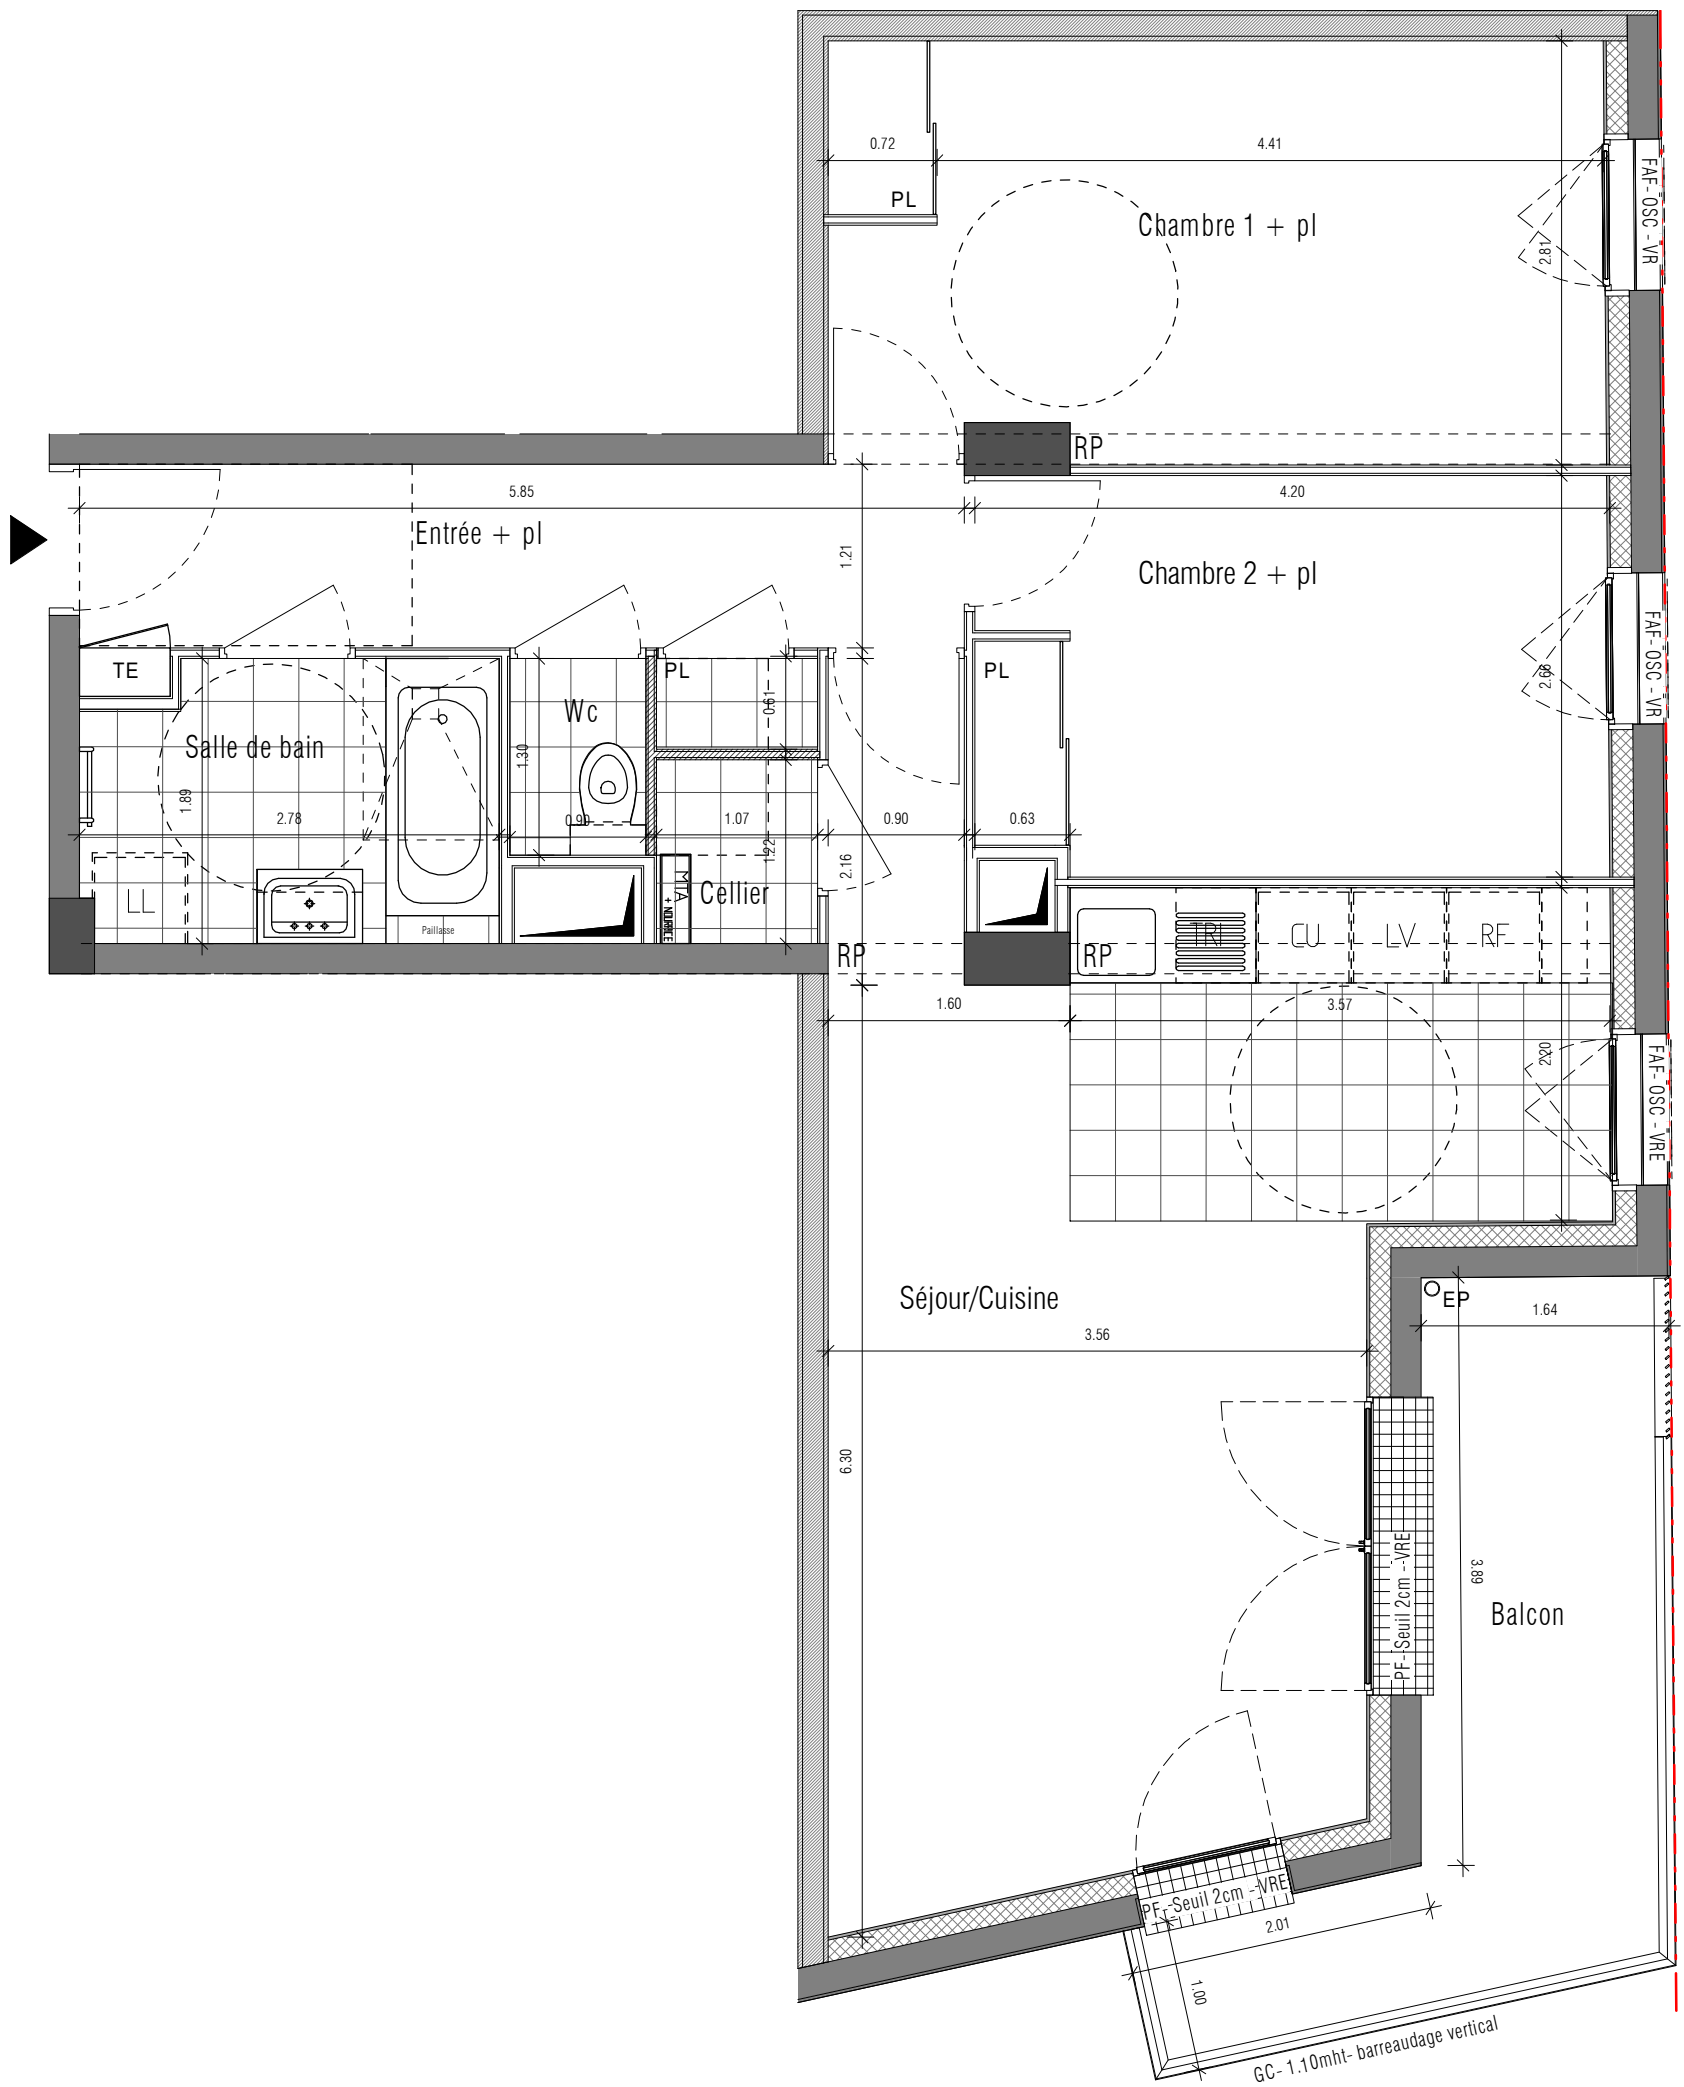 0.72
4.41
PL
Chambre 1 + pl
FAF- OSC - VR
2.81
RP
5.85
4.20
Entrée + pl
1.21
Chambre 2 + pl
FAF- OSC - VR
2.68
TE
PL
PL
Wc
0.61
Salle de bain
1.30
1.89
2.78
0.90
1.07
0.90
0.63
1.22
2.16
MTA
+ NOURICE
Cellier
LL
Paillasse
TRI
CU
LV
RF
RP
RP
1.60
3.57
2.20
FAF- OSC - VRE
Séjour/Cuisine
EP
1.64
3.56
6.30
PF- -Seuil 2cm - -VRE
3.89
Balcon
PF- -Seuil 2cm - -VRE
2.01
1.00
GC- 1.10mht- barreaudage vertical